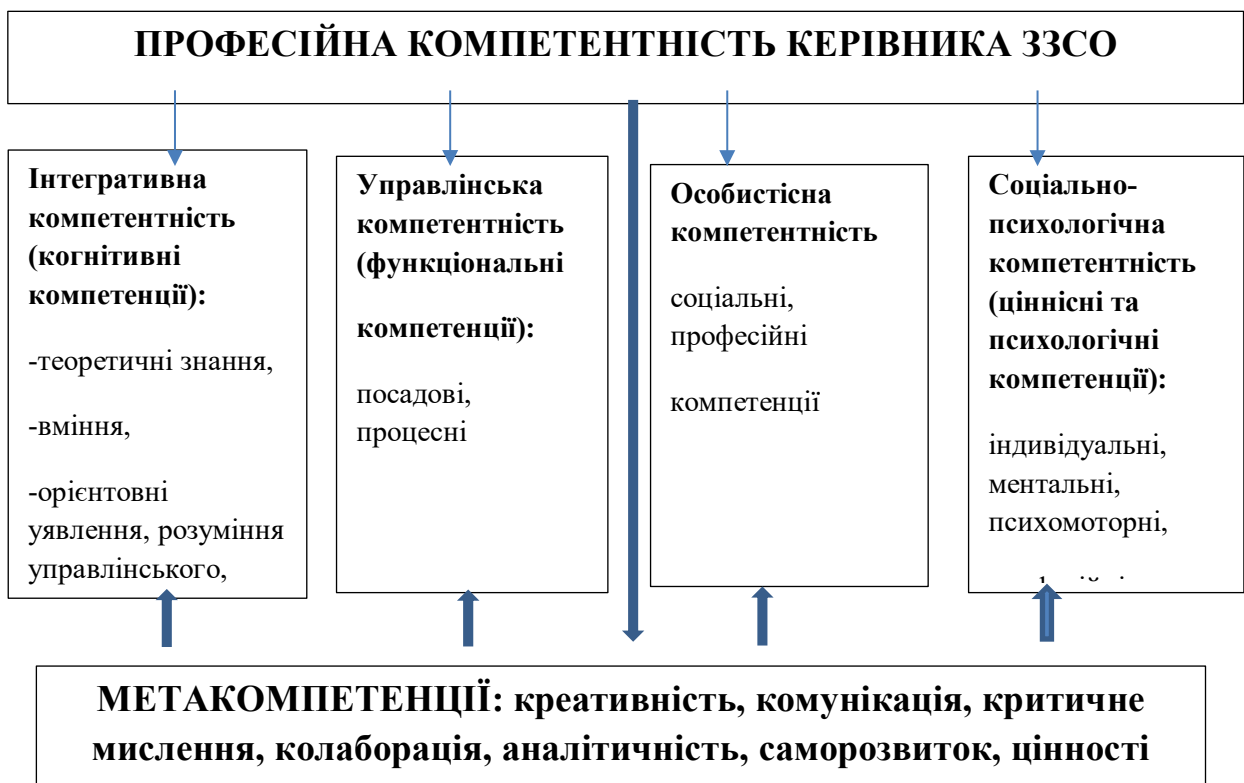 ПРОФЕСІЙНА КОМПЕТЕНТНІСТЬ КЕРІВНИКА ЗЗСО
Інтегративна
компетентність
(когнітивні
компетенції):
-теоретичні знання,
-вміння,
-орієнтовні
уявлення, розуміння
управлінського,
Управлінська
компетентність
(функціональні
компетенції):
посадові,
процесні
Особистісна
компетентність
соціальні,
професійні
компетенції
Соціально-
психологічна
компетентність
(ціннісні та
психологічні
компетенції):
індивідуальні,
ментальні,
психомоторні,
МЕТАКОМПЕТЕНЦІЇ: креативність, комунікація, критичне
мислення, колаборація, аналітичність, саморозвиток, цінності